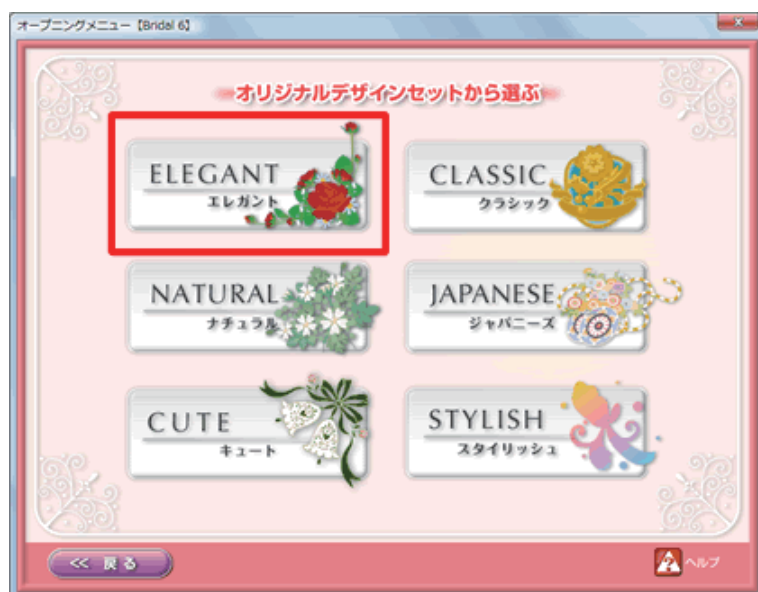 オープニングメニュー【Bridal 6】
オリジナルデザインセットから選ぶ
ELEGANT
エレガント
CLASSIC
クラシック
NATURAL
ナチュラル
JAPANESE
ジャパニーズ
CUTE
キュート
STYLISH
スタイリッシュ
<< 戻る
ヘルプ